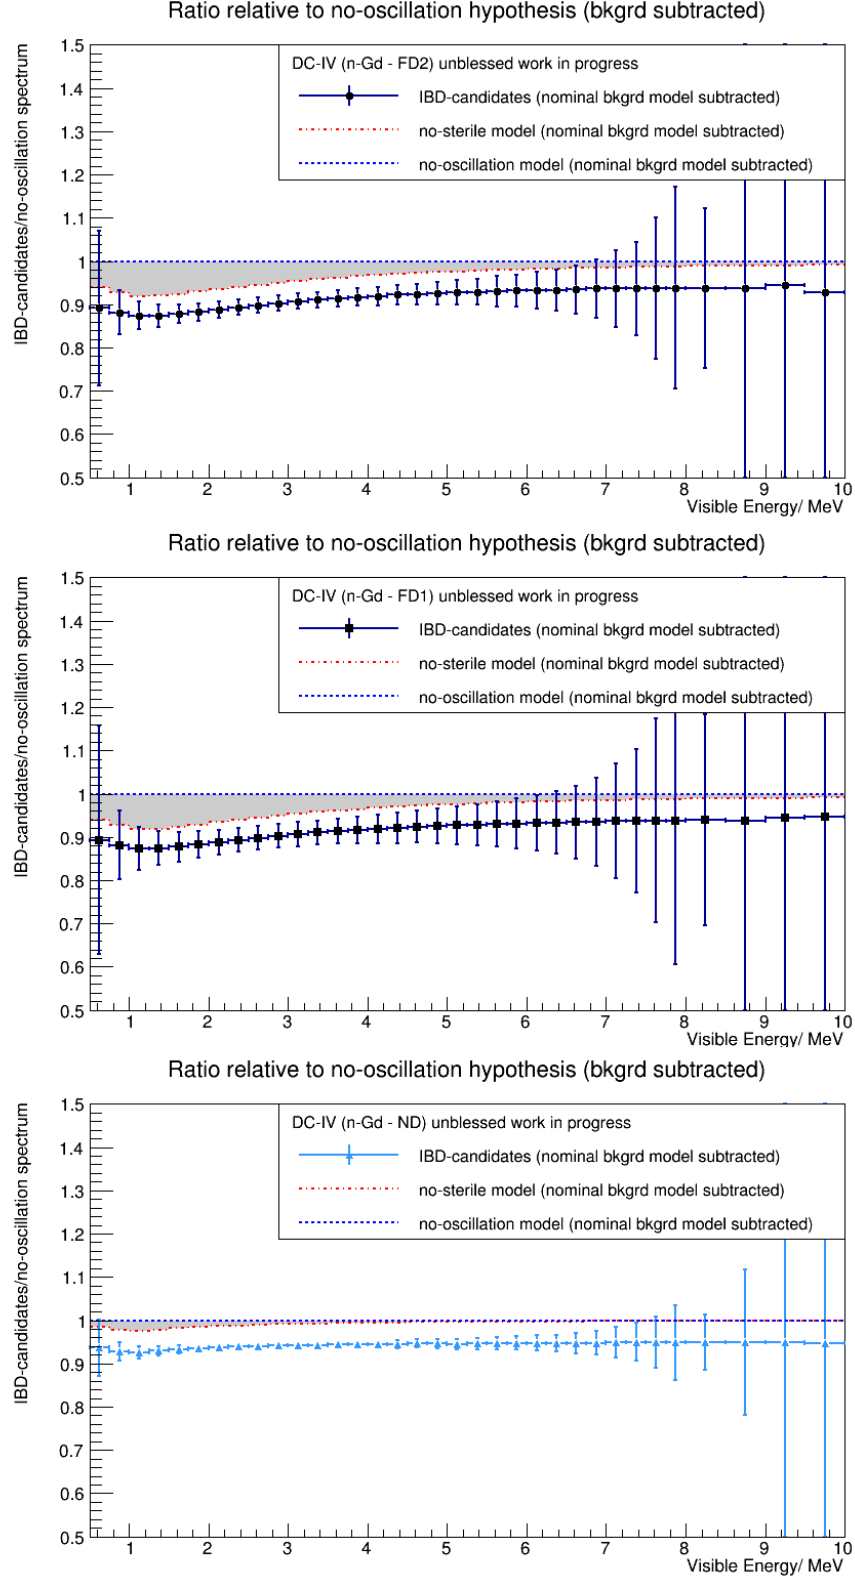 Ratio relative to no-oscillation hypothesis (bkgrd subtracted)
IBD-candidates/no-oscillation spectrum
1.5
1.4
1.3
1.2
1.1
1
0.9
0.8
0.7
0.6
0.5
DC-IV (n-Gd - FD2) unblessed work in progress
IBD-candidates (nominal bkgrd model subtracted)
no-sterile model (nominal bkgrd model subtracted)
no-oscillation model (nominal bkgrd model subtracted)
1 2 3 4 5 6 7 8 9 10
Visible Energy/ MeV
Ratio relative to no-oscillation hypothesis (bkgrd subtracted)
IBD-candidates/no-oscillation spectrum
1.5
1.4
1.3
1.2
1.1
1
0.9
0.8
0.7
0.6
0.5
DC-IV (n-Gd - FD1) unblessed work in progress
IBD-candidates (nominal bkgrd model subtracted)
no-sterile model (nominal bkgrd model subtracted)
no-oscillation model (nominal bkgrd model subtracted)
1 2 3 4 5 6 7 8 9 10
Visible Energy/ MeV
Ratio relative to no-oscillation hypothesis (bkgrd subtracted)
IBD-candidates/no-oscillation spectrum
1.5
1.4
1.3
1.2
1.1
1
0.9
0.8
0.7
0.6
0.5
DC-IV (n-Gd - ND) unblessed work in progress
IBD-candidates (nominal bkgrd model subtracted)
no-sterile model (nominal bkgrd model subtracted)
no-oscillation model (nominal bkgrd model subtracted)
1 2 3 4 5 6 7 8 9 10
Visible Energy/ MeV